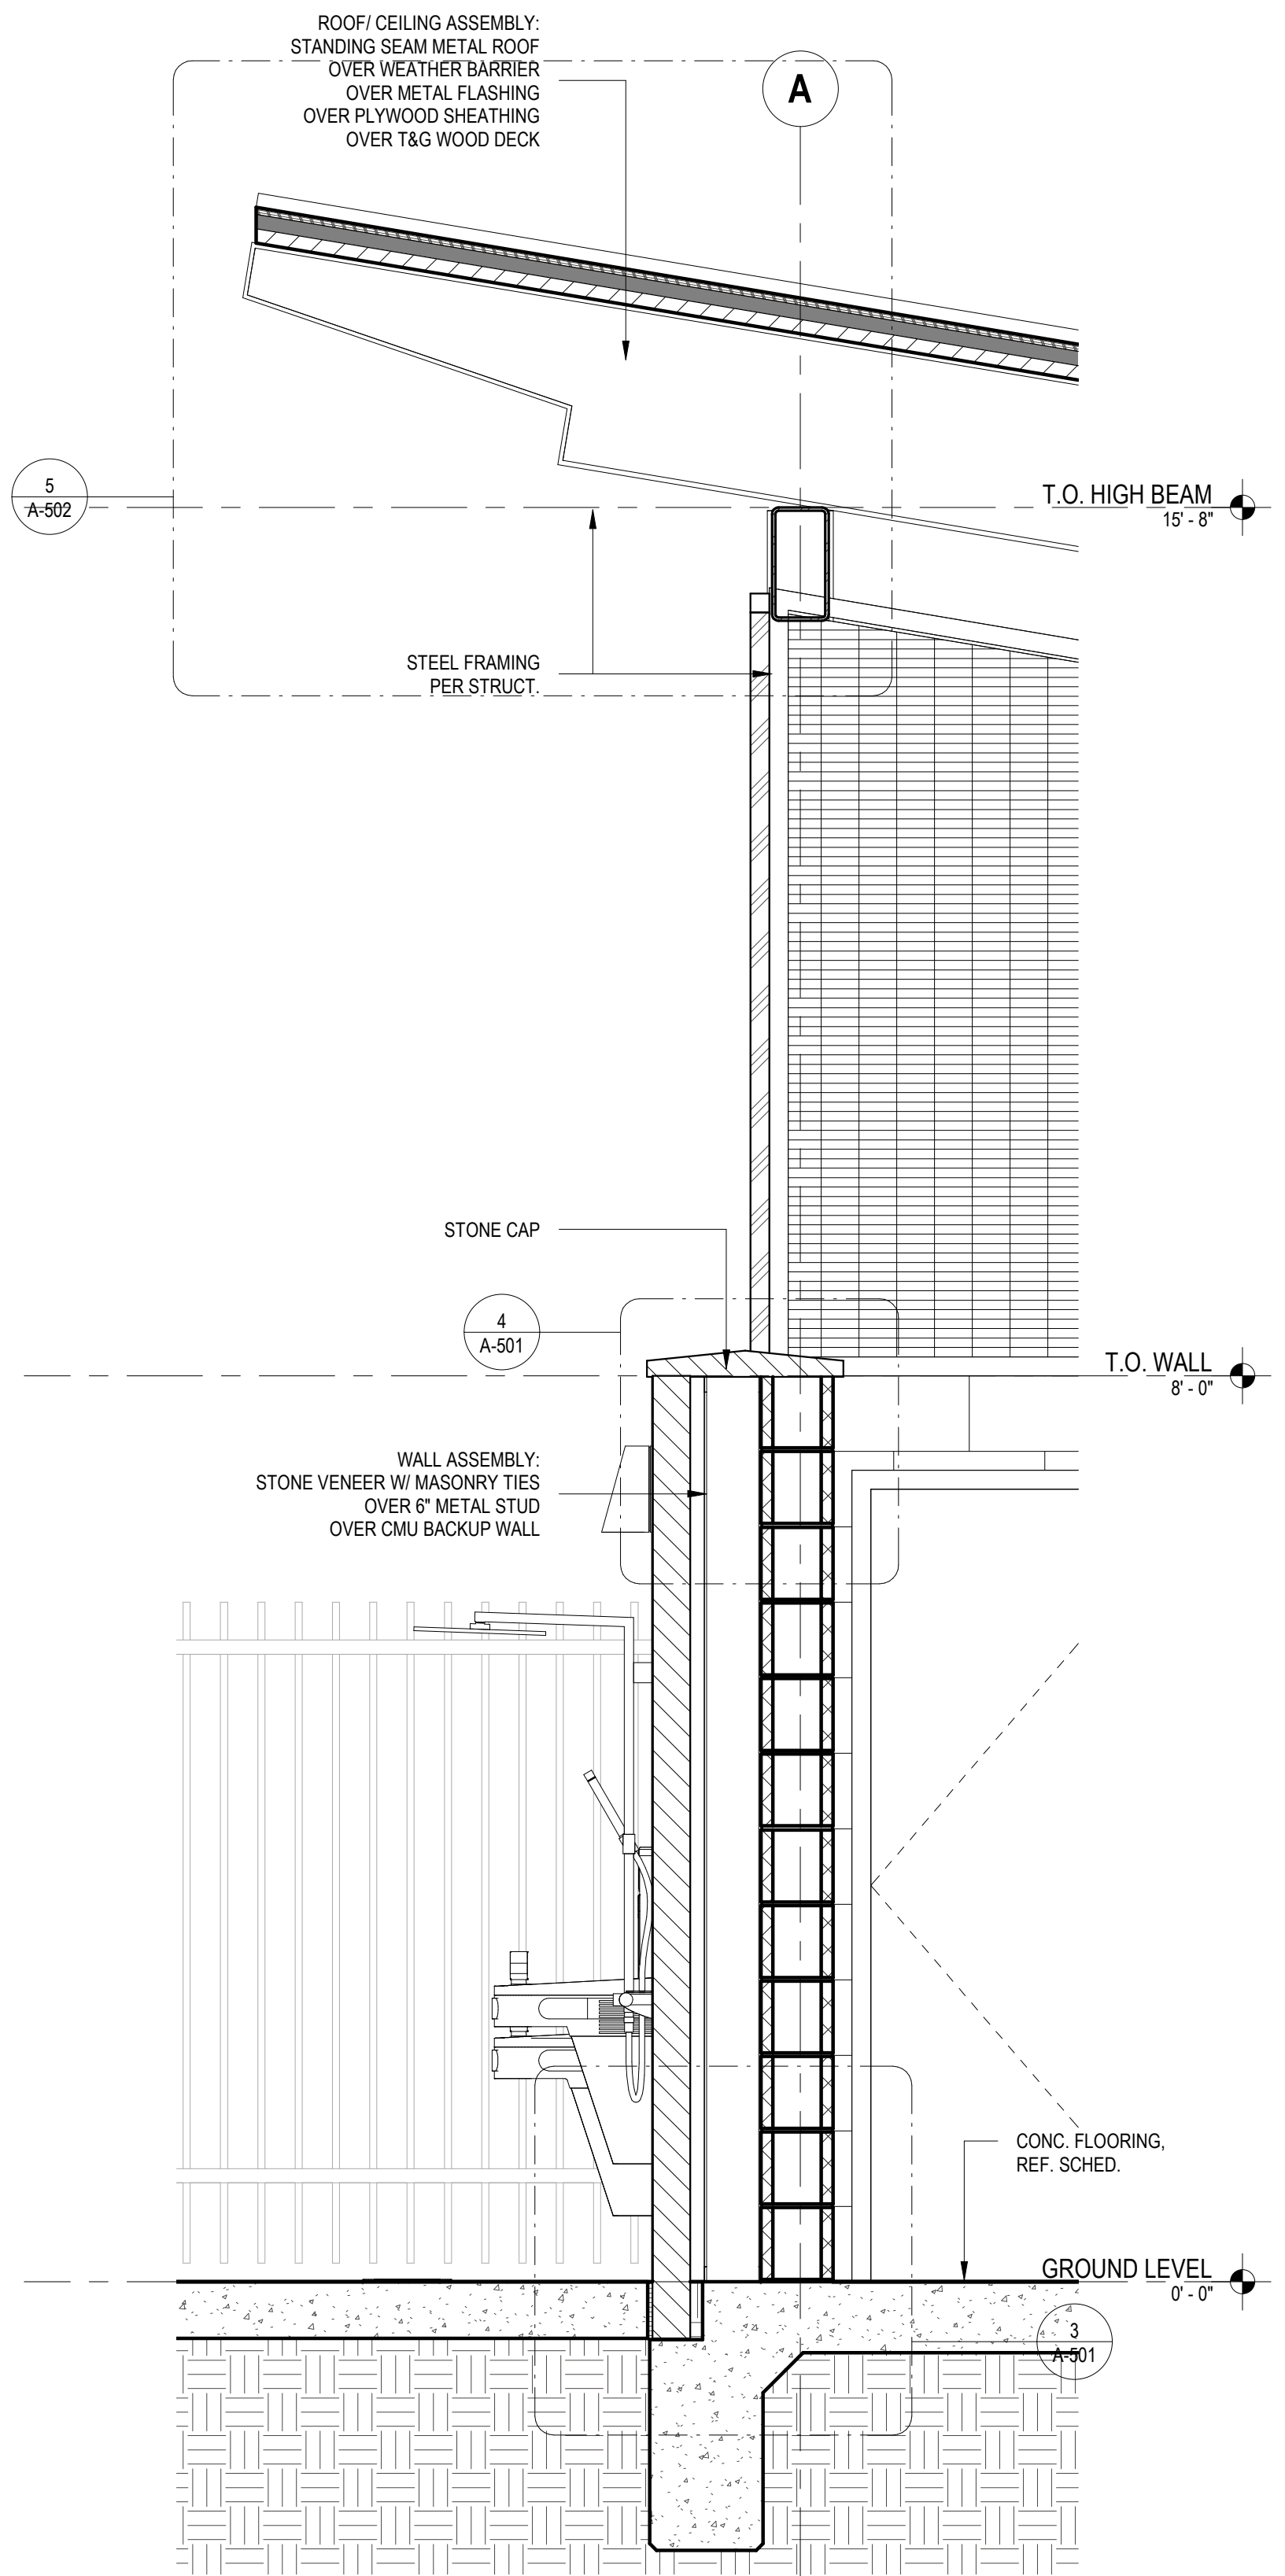 ROOF/ CEILING ASSEMBLY:
STANDING SEAM METAL ROOF
OVER WEATHER BARRIER
OVER METAL FLASHING
OVER PLYWOOD SHEATHING
OVER T&G WOOD DECK
A
5
A-502
T.O. HIGH BEAM
15' - 8"
STEEL FRAMING
PER STRUCT.
STONE CAP
4
A-501
T.O. WALL
8' - 0"
WALL ASSEMBLY:
STONE VENEER W/ MASONRY TIES
OVER 6" METAL STUD
OVER CMU BACKUP WALL
CONC. FLOORING,
REF. SCHED.
GROUND LEVEL
0' - 0"
3
A-501